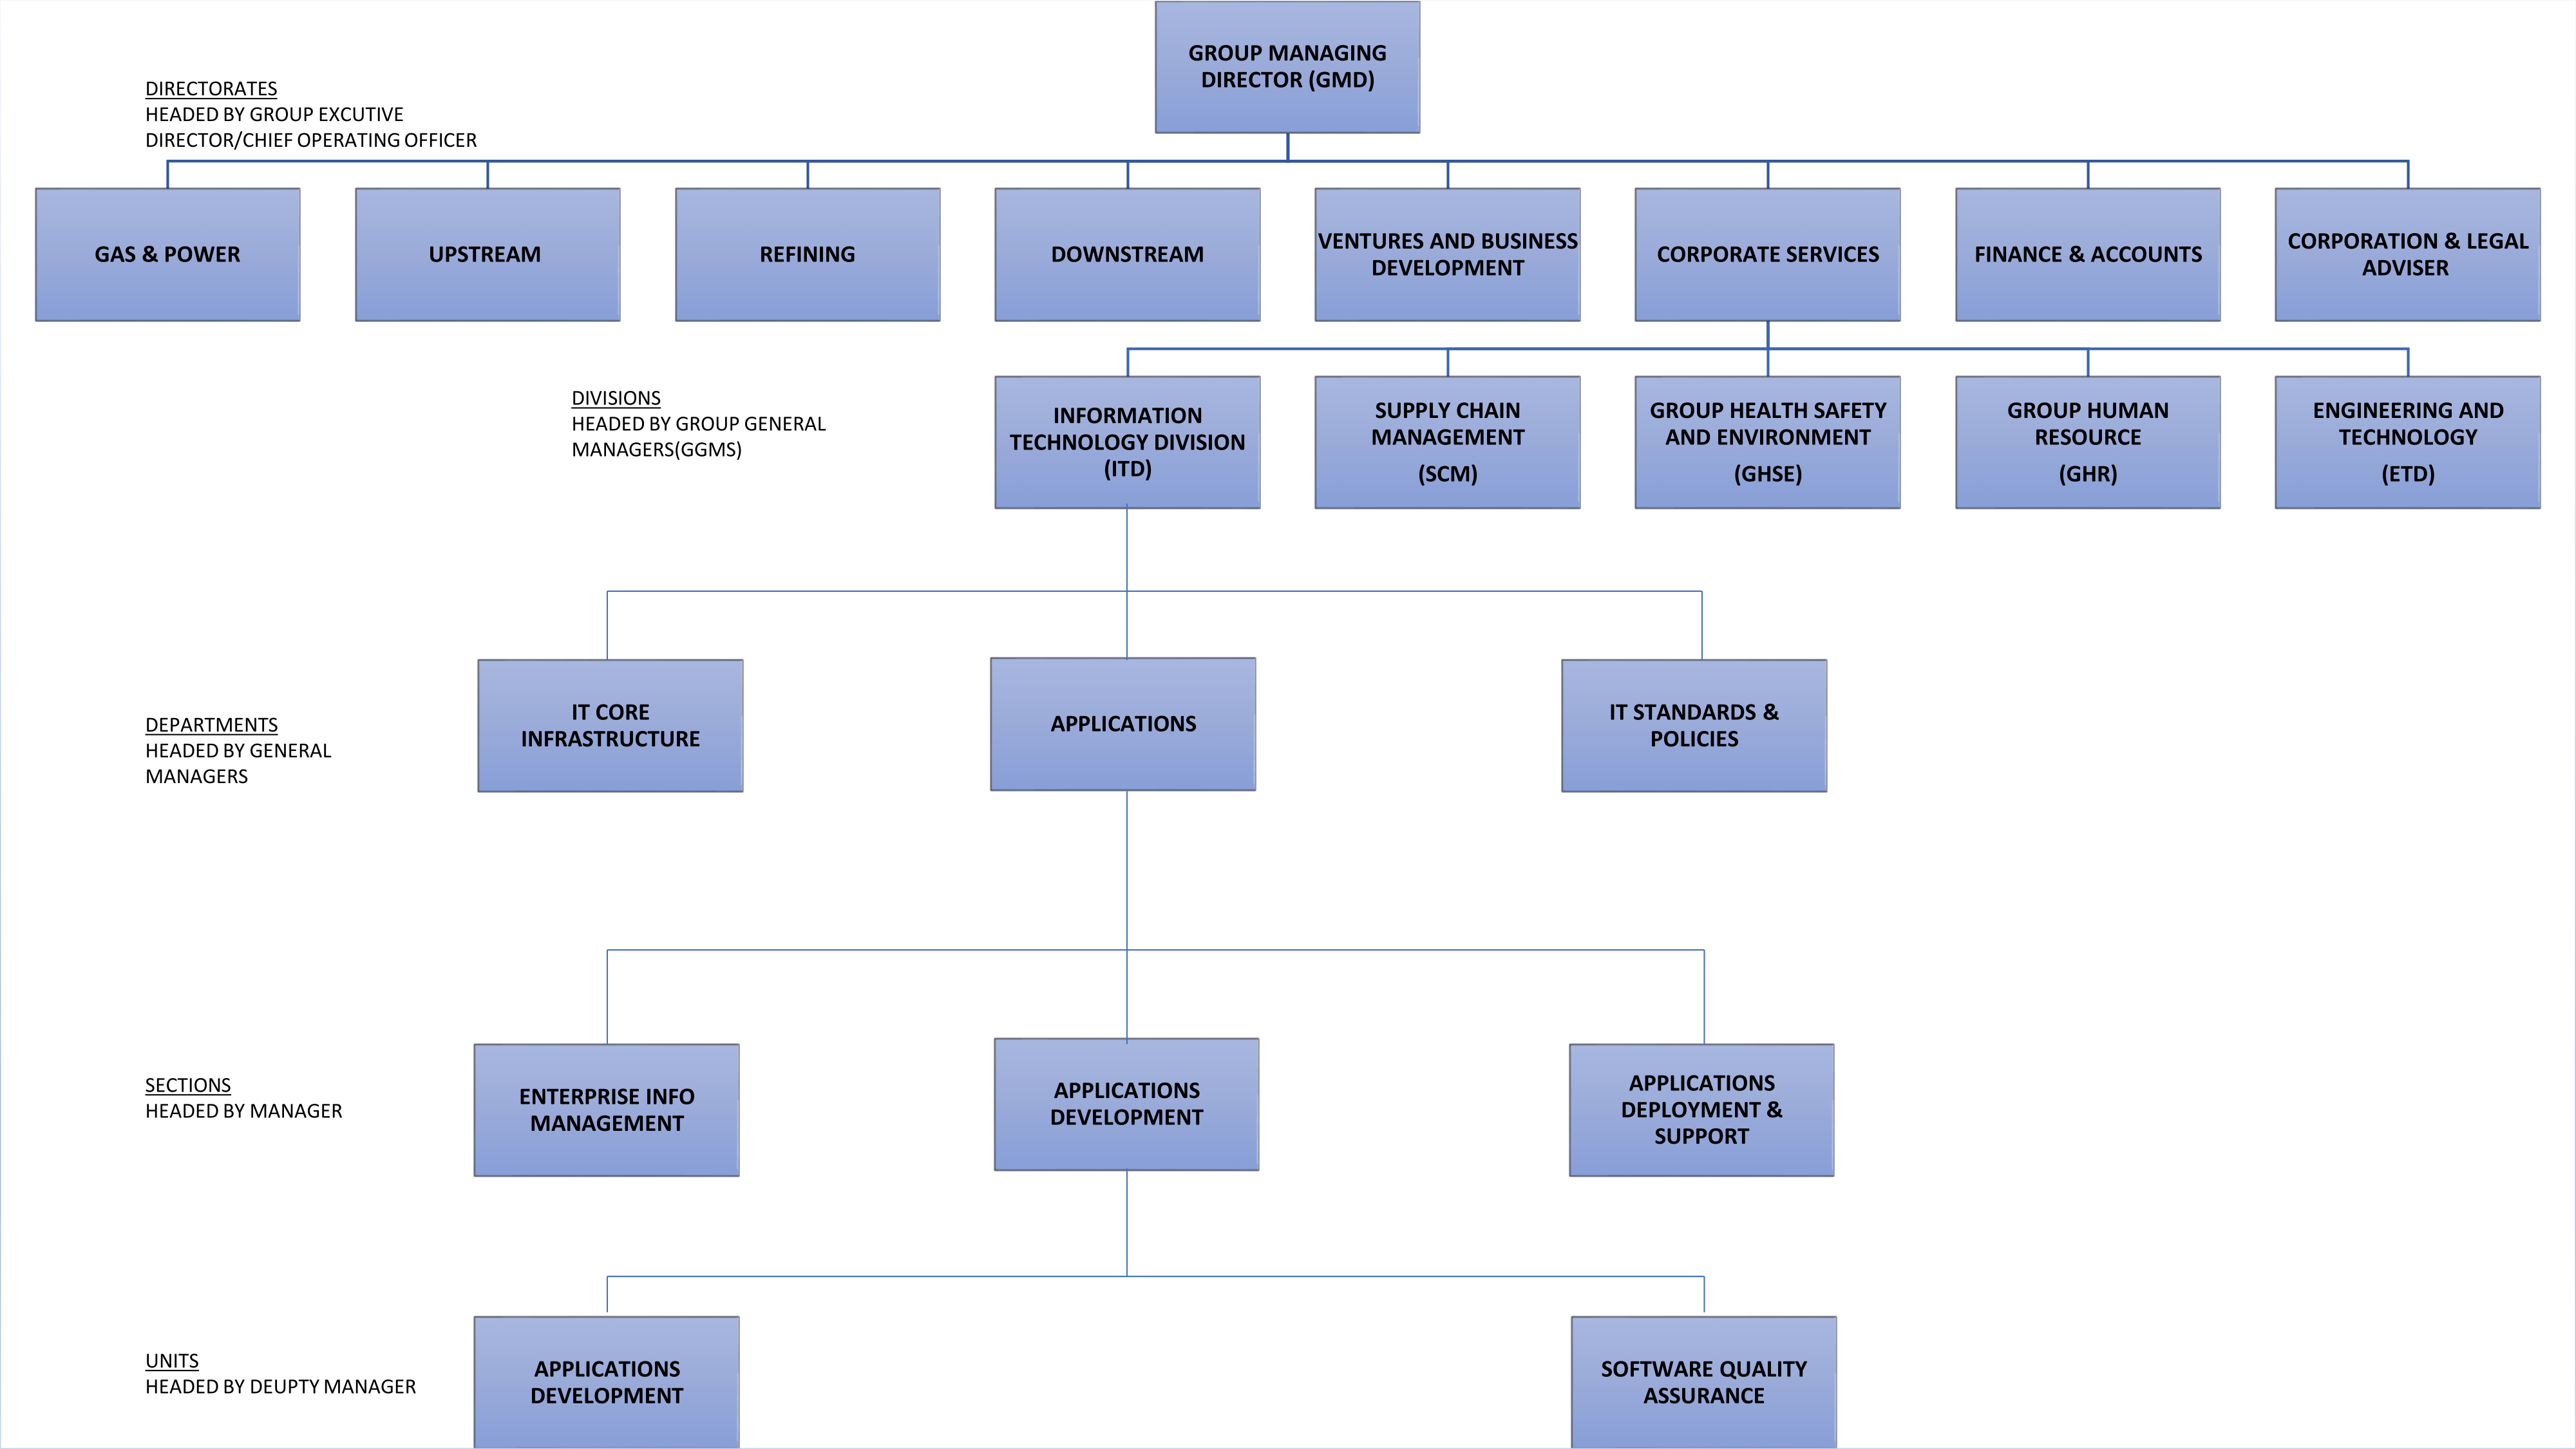 GROUP MANAGING
DIRECTOR (GMD)
DIRECTORATES
HEADED BY GROUP EXCUTIVE
DIRECTOR/CHIEF OPERATING OFFICER
GAS & POWER
UPSTREAM
REFINING
DOWNSTREAM
VENTURES AND BUSINESS
DEVELOPMENT
CORPORATE SERVICES
FINANCE & ACCOUNTS
CORPORATION & LEGAL
ADVISER
DIVISIONS
HEADED BY GROUP GENERAL
MANAGERS(GGMS)
INFORMATION
TECHNOLOGY DIVISION
(ITD)
SUPPLY CHAIN
MANAGEMENT
(SCM)
GROUP HEALTH SAFETY
AND ENVIRONMENT
(GHSE)
GROUP HUMAN
RESOURCE
(GHR)
ENGINEERING AND
TECHNOLOGY
(ETD)
DEPARTMENTS
HEADED BY GENERAL
MANAGERS
IT CORE
INFRASTRUCTURE
APPLICATIONS
IT STANDARDS &
POLICIES
SECTIONS
HEADED BY MANAGER
ENTERPRISE INFO
MANAGEMENT
APPLICATIONS
DEVELOPMENT
APPLICATIONS
DEPLOYMENT &
SUPPORT
UNITS
HEADED BY DEUPTY MANAGER
APPLICATIONS
DEVELOPMENT
SOFTWARE QUALITY
ASSURANCE